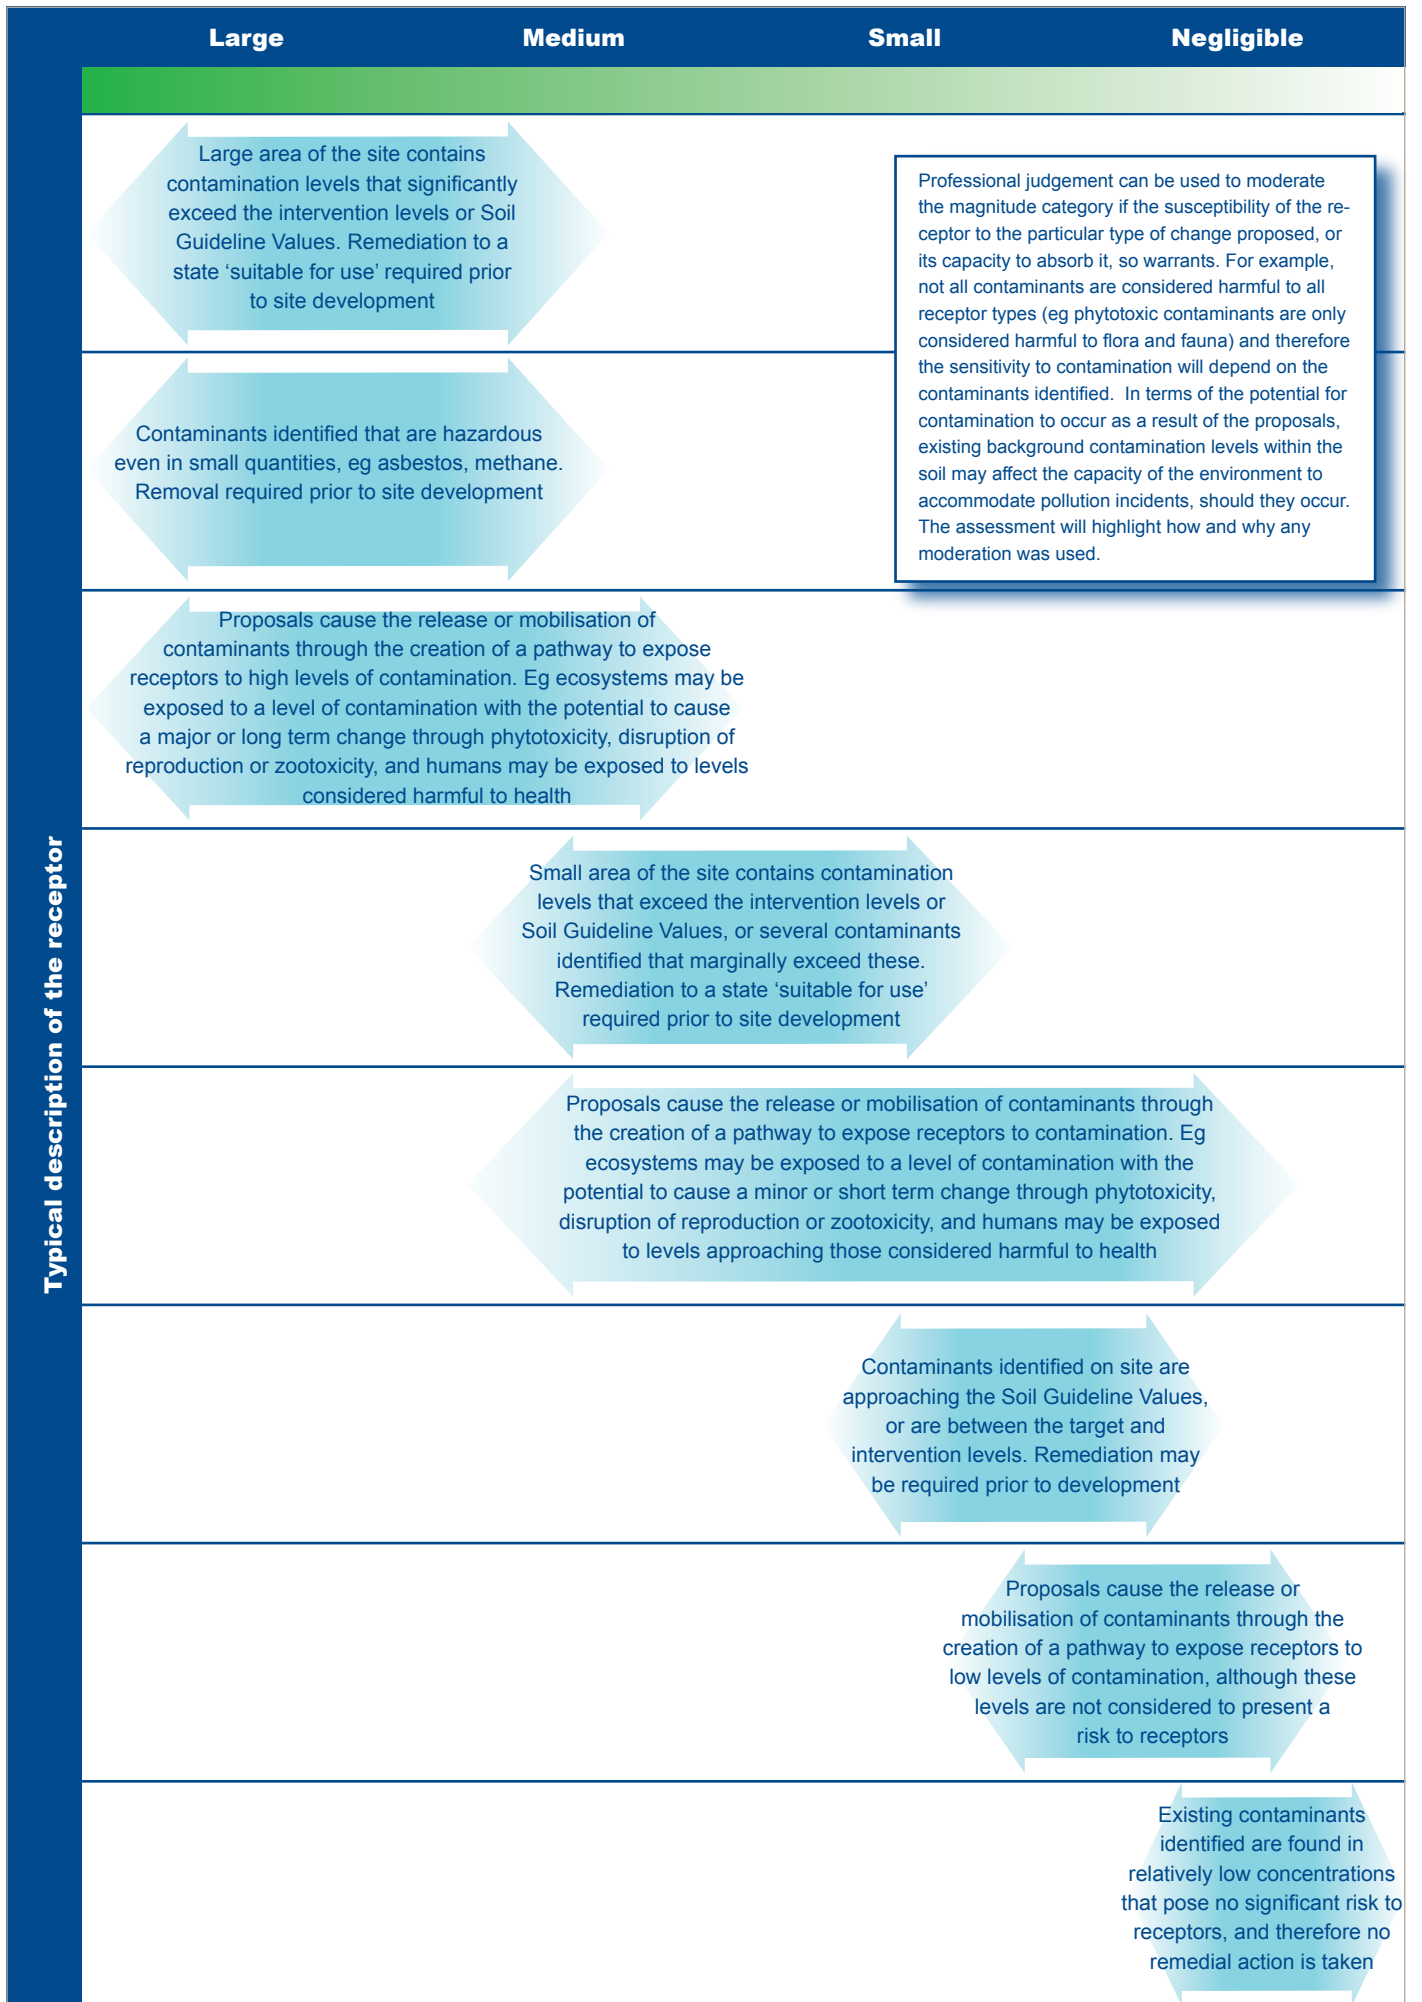 Large Medium Small Negligible
Typical description of the receptor
Large area of the site contains
contamination levels that significantly
exceed the intervention levels or Soil
Guideline Values. Remediation to a
state ‘suitable for use’ required prior
to site development
Professional judgement can be used to moderate
the magnitude category if the susceptibility of the re-
ceptor to the particular type of change proposed, or
its capacity to absorb it, so warrants. For example,
not all contaminants are considered harmful to all
receptor types (eg phytotoxic contaminants are only
considered harmful to flora and fauna) and therefore
the sensitivity to contamination will depend on the
contaminants identified. In terms of the potential for
contamination to occur as a result of the proposals,
existing background contamination levels within the
soil may affect the capacity of the environment to
accommodate pollution incidents, should they occur.
The assessment will highlight how and why any
moderation was used.
Contaminants identified that are hazardous
even in small quantities, eg asbestos, methane.
Removal required prior to site development
Proposals cause the release or mobilisation of
contaminants through the creation of a pathway to expose
receptors to high levels of contamination. Eg ecosystems may be
exposed to a level of contamination with the potential to cause
a major or long term change through phytotoxicity, disruption of
reproduction or zootoxicity, and humans may be exposed to levels
considered harmful to health
Small area of the site contains contamination
levels that exceed the intervention levels or
Soil Guideline Values, or several contaminants
identified that marginally exceed these.
Remediation to a state ‘suitable for use’
required prior to site development
Proposals cause the release or mobilisation of contaminants through
the creation of a pathway to expose receptors to contamination. Eg
ecosystems may be exposed to a level of contamination with the
potential to cause a minor or short term change through phytotoxicity,
disruption of reproduction or zootoxicity, and humans may be exposed
to levels approaching those considered harmful to health
Contaminants identified on site are
approaching the Soil Guideline Values,
or are between the target and
intervention levels. Remediation may
be required prior to development
Proposals cause the release or
mobilisation of contaminants through the
creation of a pathway to expose receptors to
low levels of contamination, although these
levels are not considered to present a
risk to receptors
Existing contaminants
identified are found in
relatively low concentrations
that pose no significant risk to
receptors, and therefore no
remedial action is taken